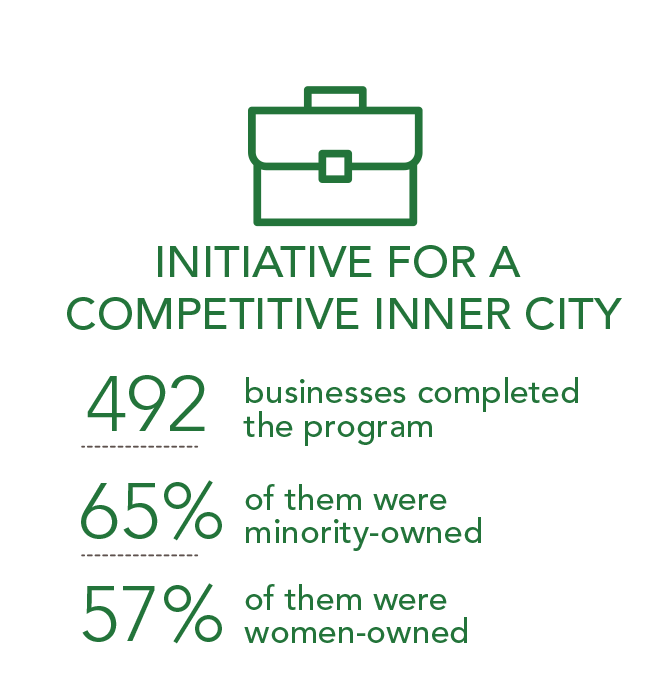 INITIATIVE FOR A
COMPETITIVE INNER CITY
492 businesses completed
the program
65% of them were
minority-owned
57% of them were
women-owned